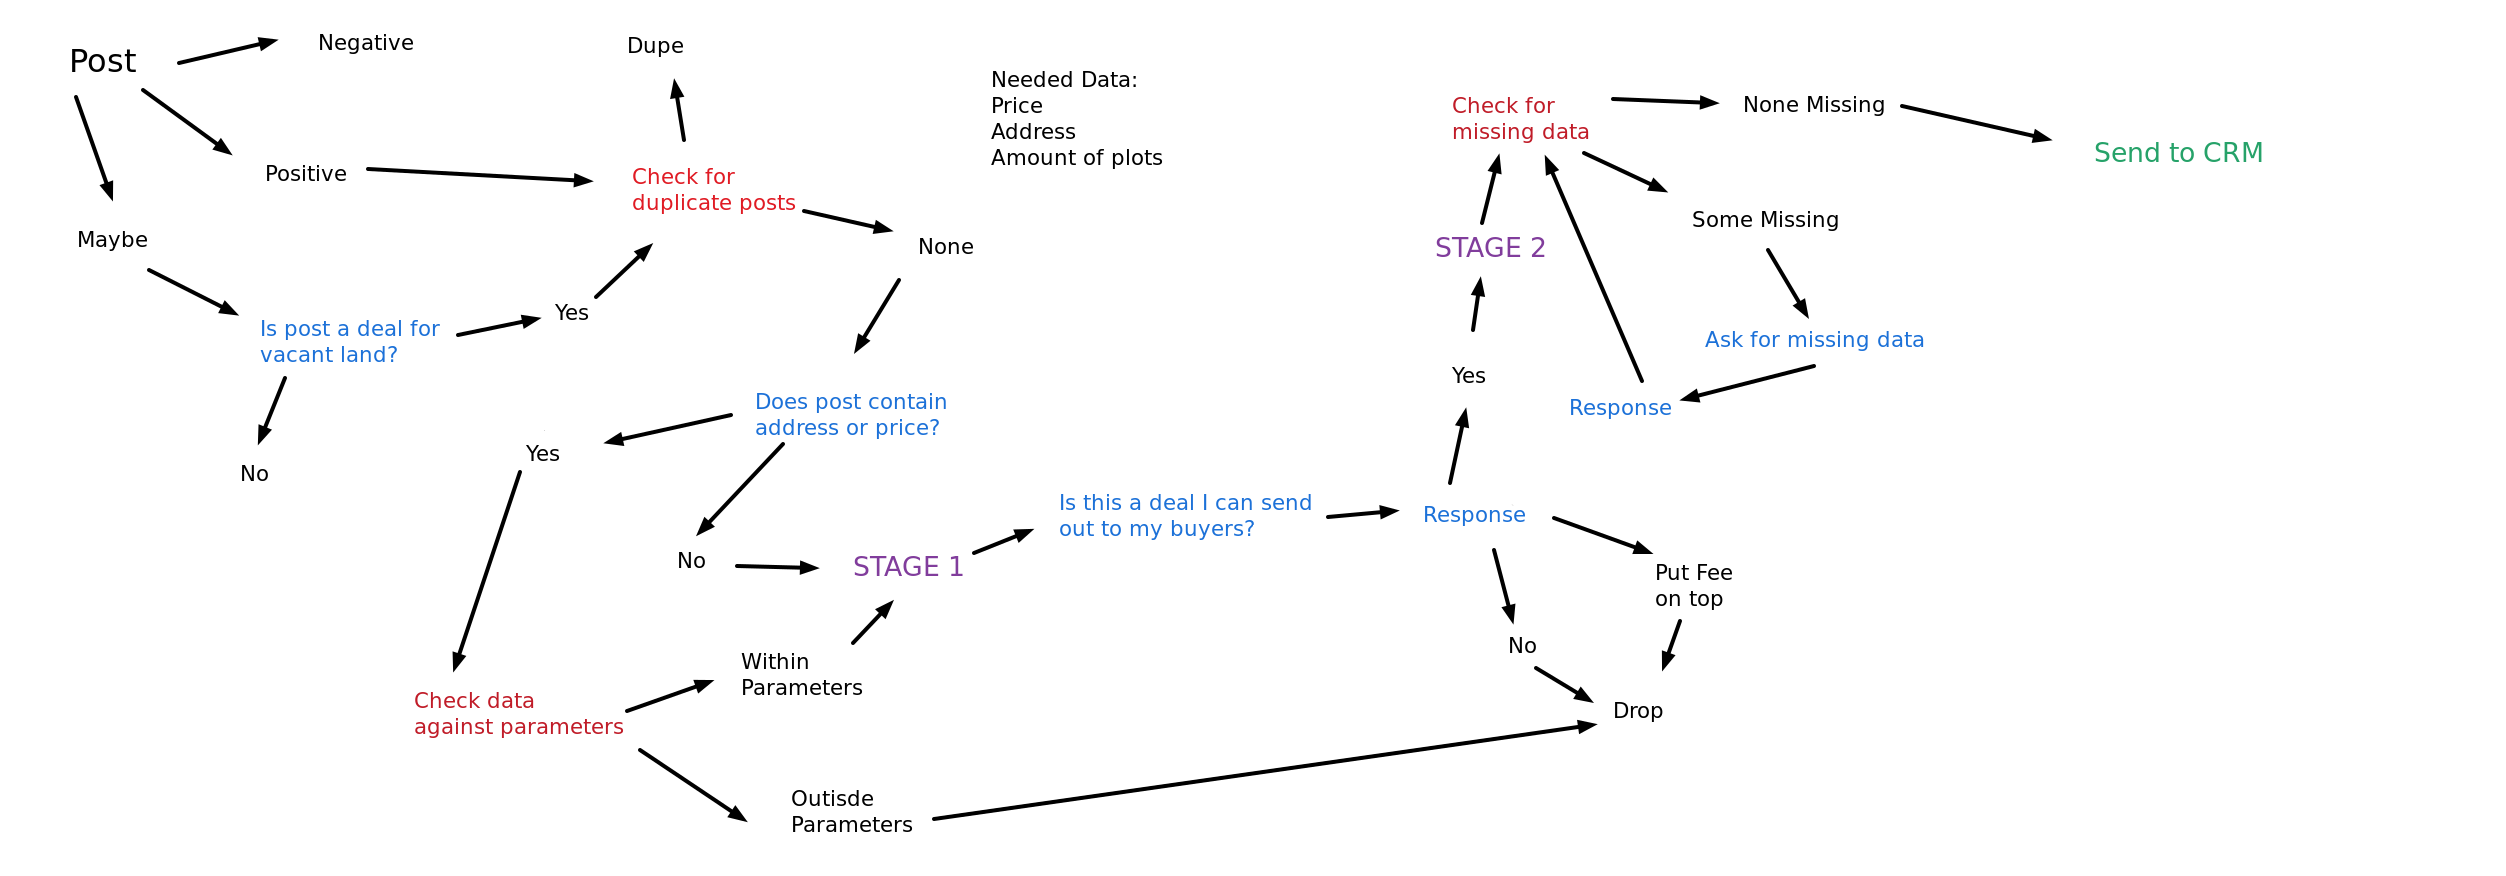 Post
Negative
Positive
Maybe
Dupe
Check for
duplicate posts
None
Yes
Is post a deal for
vacant land?
No
Needed Data:
Price
Address
Amount of plots
Does post contain
address or price?
Yes
No
STAGE 1
Check data
against parameters
Within
Parameters
Outisde
Parameters
Is this a deal I can send
out to my buyers?
Response
Yes
No
Put Fee
on top
Drop
STAGE 2
Check for
missing data
None Missing
Send to CRM
Some Missing
Ask for missing data
Response